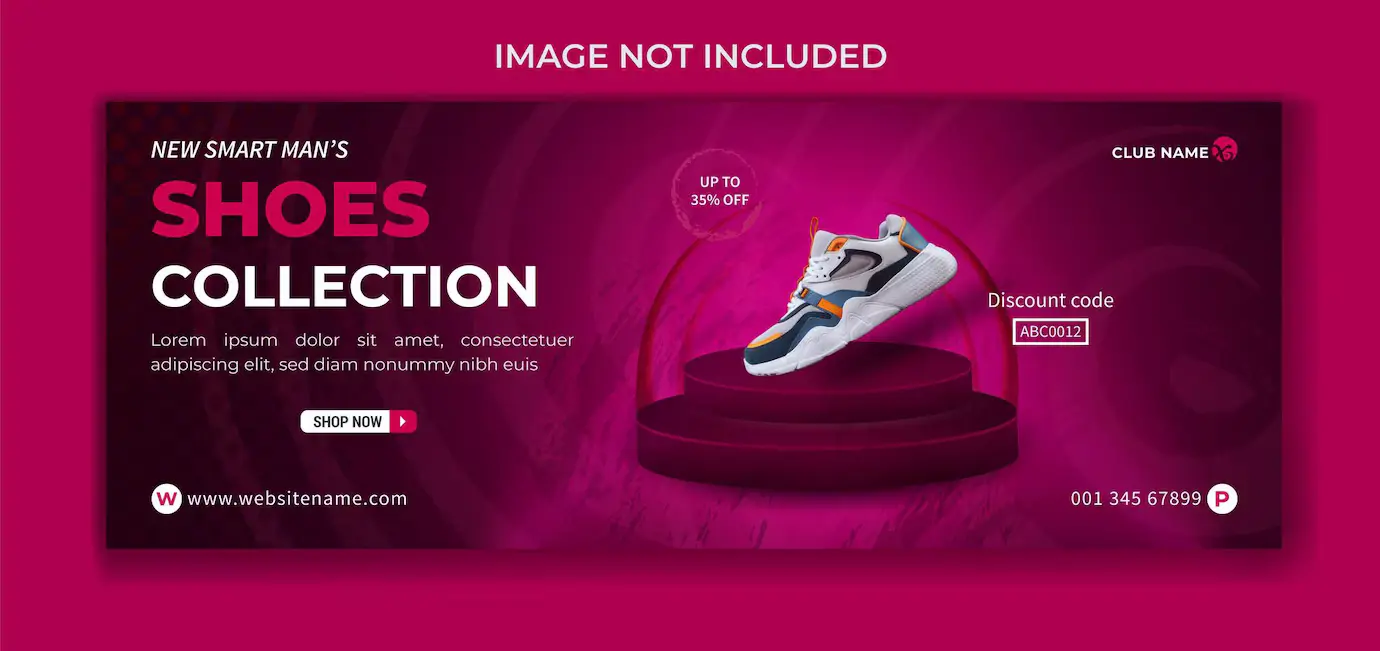 IMAGE NOT INCLUDED
NEW SMART MAN'S
SHOES
COLLECTION
Lorem ipsum dolor sit amet, consectetuer
adipiscing elit, sed diam nonummy nibh euis
SHOP NOW
W www.websitename.com
UP TO
35% OFF
CLUB NAME
Discount code
ABC0012
001 345 67899 P